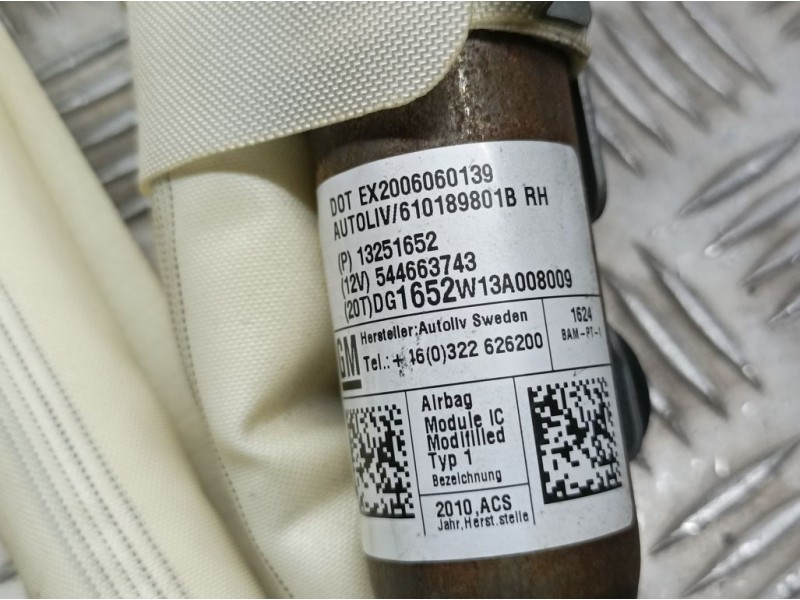 DOT EX2006060139
AUTOLIV/610189801B RH
(P) 13251652
(12V) 544663743
(20T)DG1652W13A008009
GM
Hersteller:Autoliv Sweden
Tel.:+46(0)322 626200
1624
BAM-PT-1
Airbag
Module IC
Modifilled
Typ 1
Bezeichnung
2010,ACS
Jahr,Herst.stelle